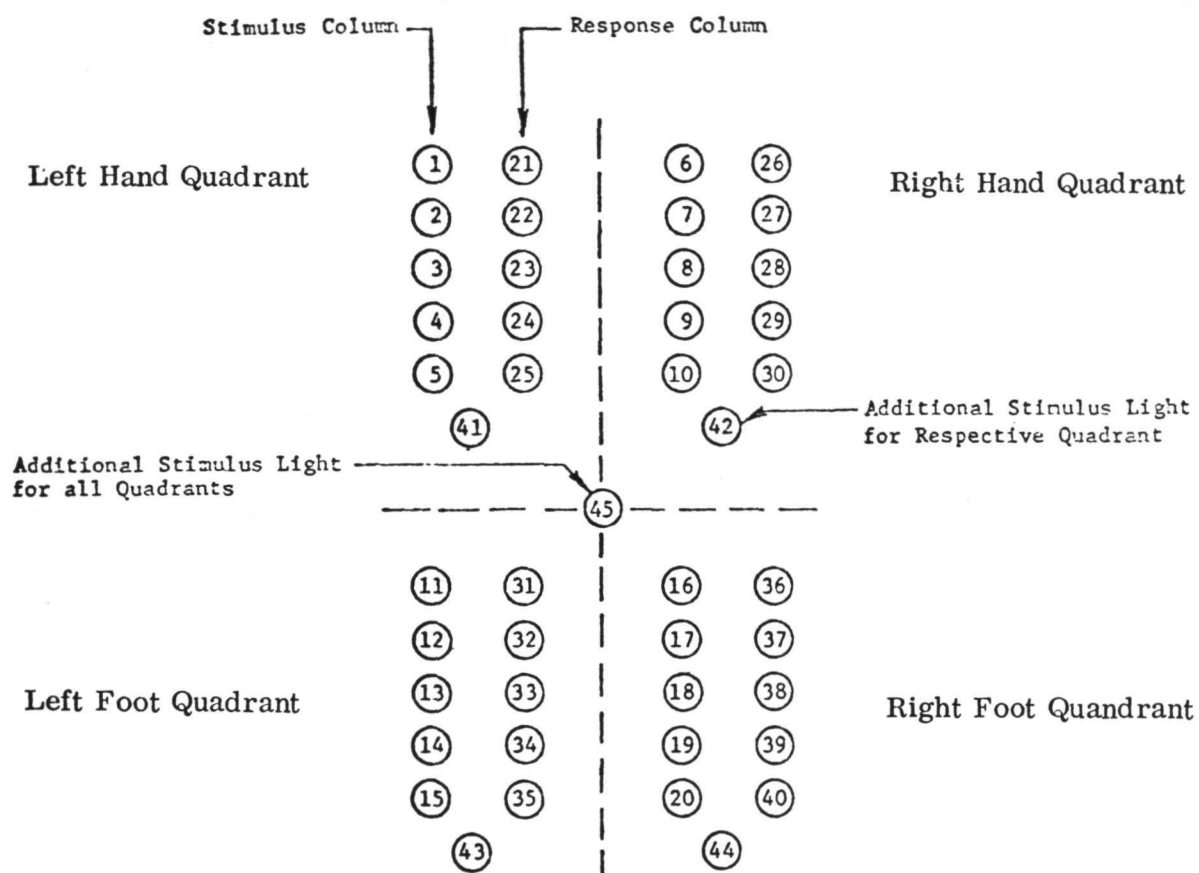 Stimulus Column
Response Column
Left Hand Quadrant
1 21 6 26
Right Hand Quadrant
2 22 7 27
3 23 8 28
4 24 9 29
5 25 10 30
41 42
Additional Stimulus Light
for Respective Quadrant
Additional Stimulus Light
for all Quadrants
45
11 31 16 36
12 32 17 37
Left Foot Quadrant
13 33 18 38
Right Foot Quandrant
14 34 19 39
15 35 20 40
43 44